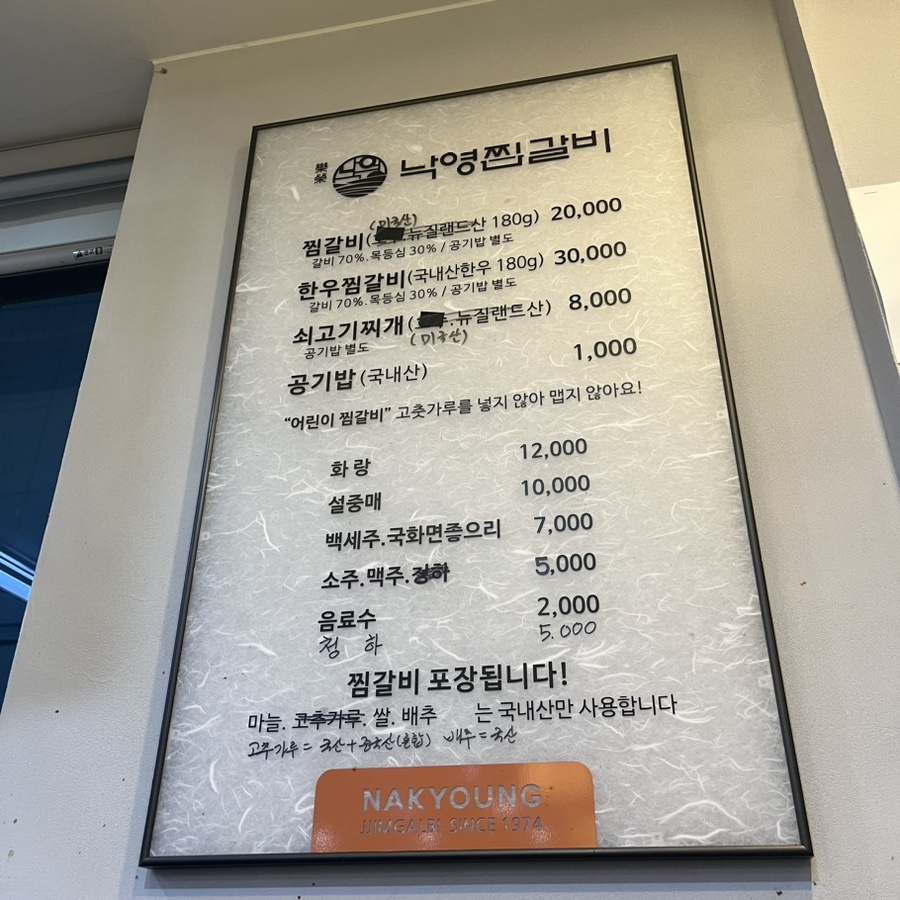 樂榮 낙영 낙영찜갈비
(미국산)
찜갈비(뉴질랜드산 180g) 20,000
갈비 70%.목등심 30% / 공기밥 별도
한우찜갈비(국내산한우 180g) 30,000
갈비 70%.목등심 30% / 공기밥 별도
쇠고기찌개(.뉴질랜트산) 8,000
공기밥 별도 (미국산)
공기밥 (국내산) 1,000
"어린이 찜갈비" 고춧가루를 넣지 않아 맵지 않아요!
화 랑 12,000
설중매 10,000
백세주.국화면좋으리 7,000
소주.맥주.청하 5,000
음료수 2,000
청 하 5.000
찜갈비 포장됩니다!
마늘. 고추가루. 쌀. 배추 는 국내산만 사용합니다
고추가루= 국산+중국산(혼합) 배추=국산
NAKYOUNG
JJIMGALBI SINCE 1974